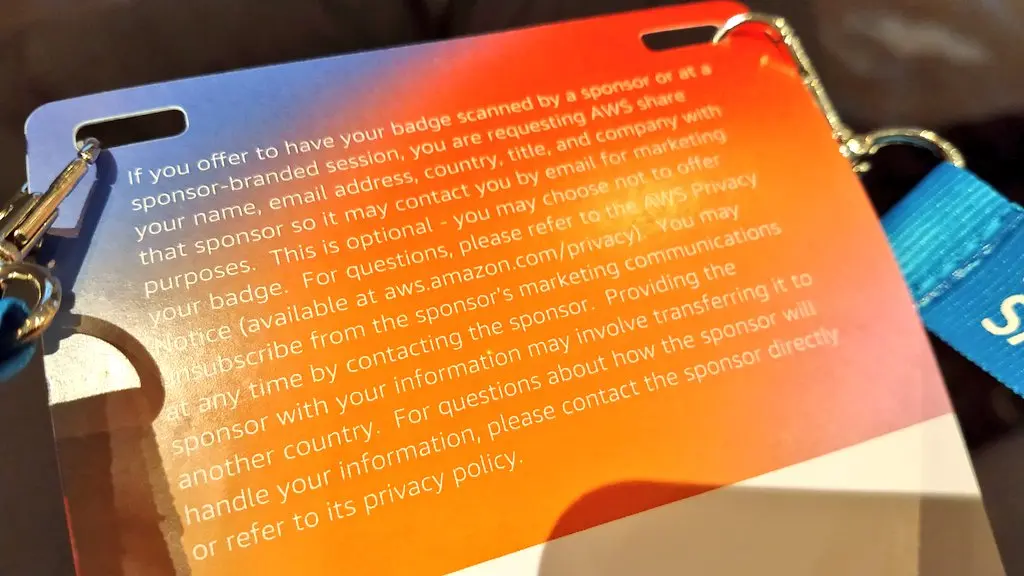 If you offer to have your badge scanned by a sponsor or at a
sponsor-branded session, you are requesting AWS share
your name, email address, country, title, and company with
that sponsor so it may contact you by email for marketing
purposes. This is optional - you may choose not to offer
your badge. For questions, please refer to the AWS Privacy
Notice (available at aws.amazon.com/privacy). You may
unsubscribe from the sponsor's marketing communications
at any time by contacting the sponsor. Providing the
sponsor with your information may involve transferring it to
another country. For questions about how the sponsor will
handle your information, please contact the sponsor directly
or refer to its privacy policy.